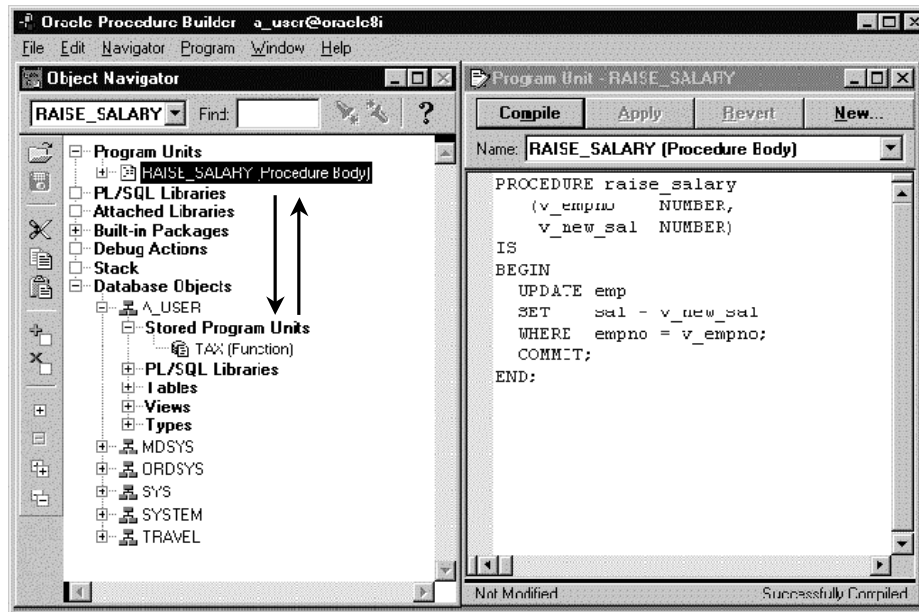 Oracle Procedure Builder a_user@oracle8i
File Edit Navigator Program Window Help
Object Navigator
RAISE_SALARY Find: ?
Program Units
RAISE_SALARY (Procedure Body)
PL/SQL Libraries
Attached Libraries
Built-in Packages
Debug Actions
Stack
Database Objects
A_USER
Stored Program Units
TAX (Function)
PL/SQL Libraries
Tables
Views
Types
MDSYS
ORDSYS
SYS
SYSTEM
TRAVEL
Program Unit - RAISE_SALARY
Compile Apply Revert New...
Name: RAISE_SALARY (Procedure Body)
PROCEDURE raise_salary
(v_empno NUMBER,
v_new_sal NUMBER)
IS
BEGIN
UPDATE emp
SET sal = v_new_sal
WHERE empno = v_empno;
COMMIT;
END;
Not Modified Successfully Compiled